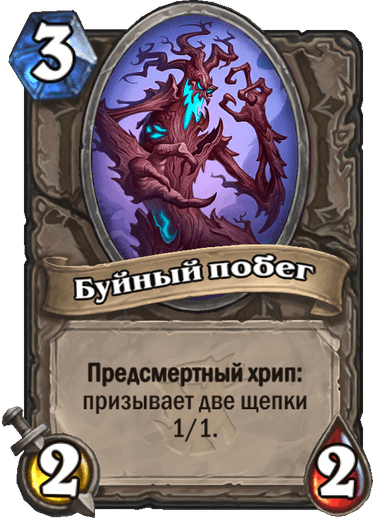 3
Буйный побег
Предсмертный хрип:
призывает две щепки
1/1.
2
2